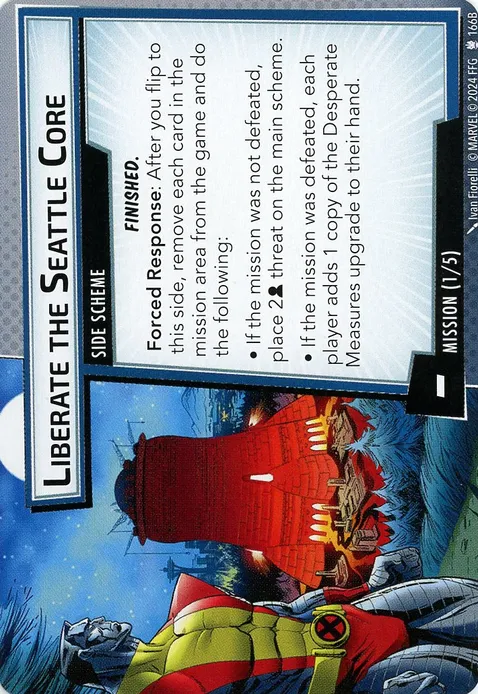 LIBERATE THE SEATTLE CORE
SIDE SCHEME
FINISHED.
Forced Response: After you flip to
this side, remove each card in the
mission area from the game and do
the following:
• If the mission was not defeated,
place 2 threat on the main scheme.
• If the mission was defeated, each
player adds 1 copy of the Desperate
Measures upgrade to their hand.
–
MISSION (1/5)
Ivan Fiorelli © MARVEL © 2024 FFG 166B